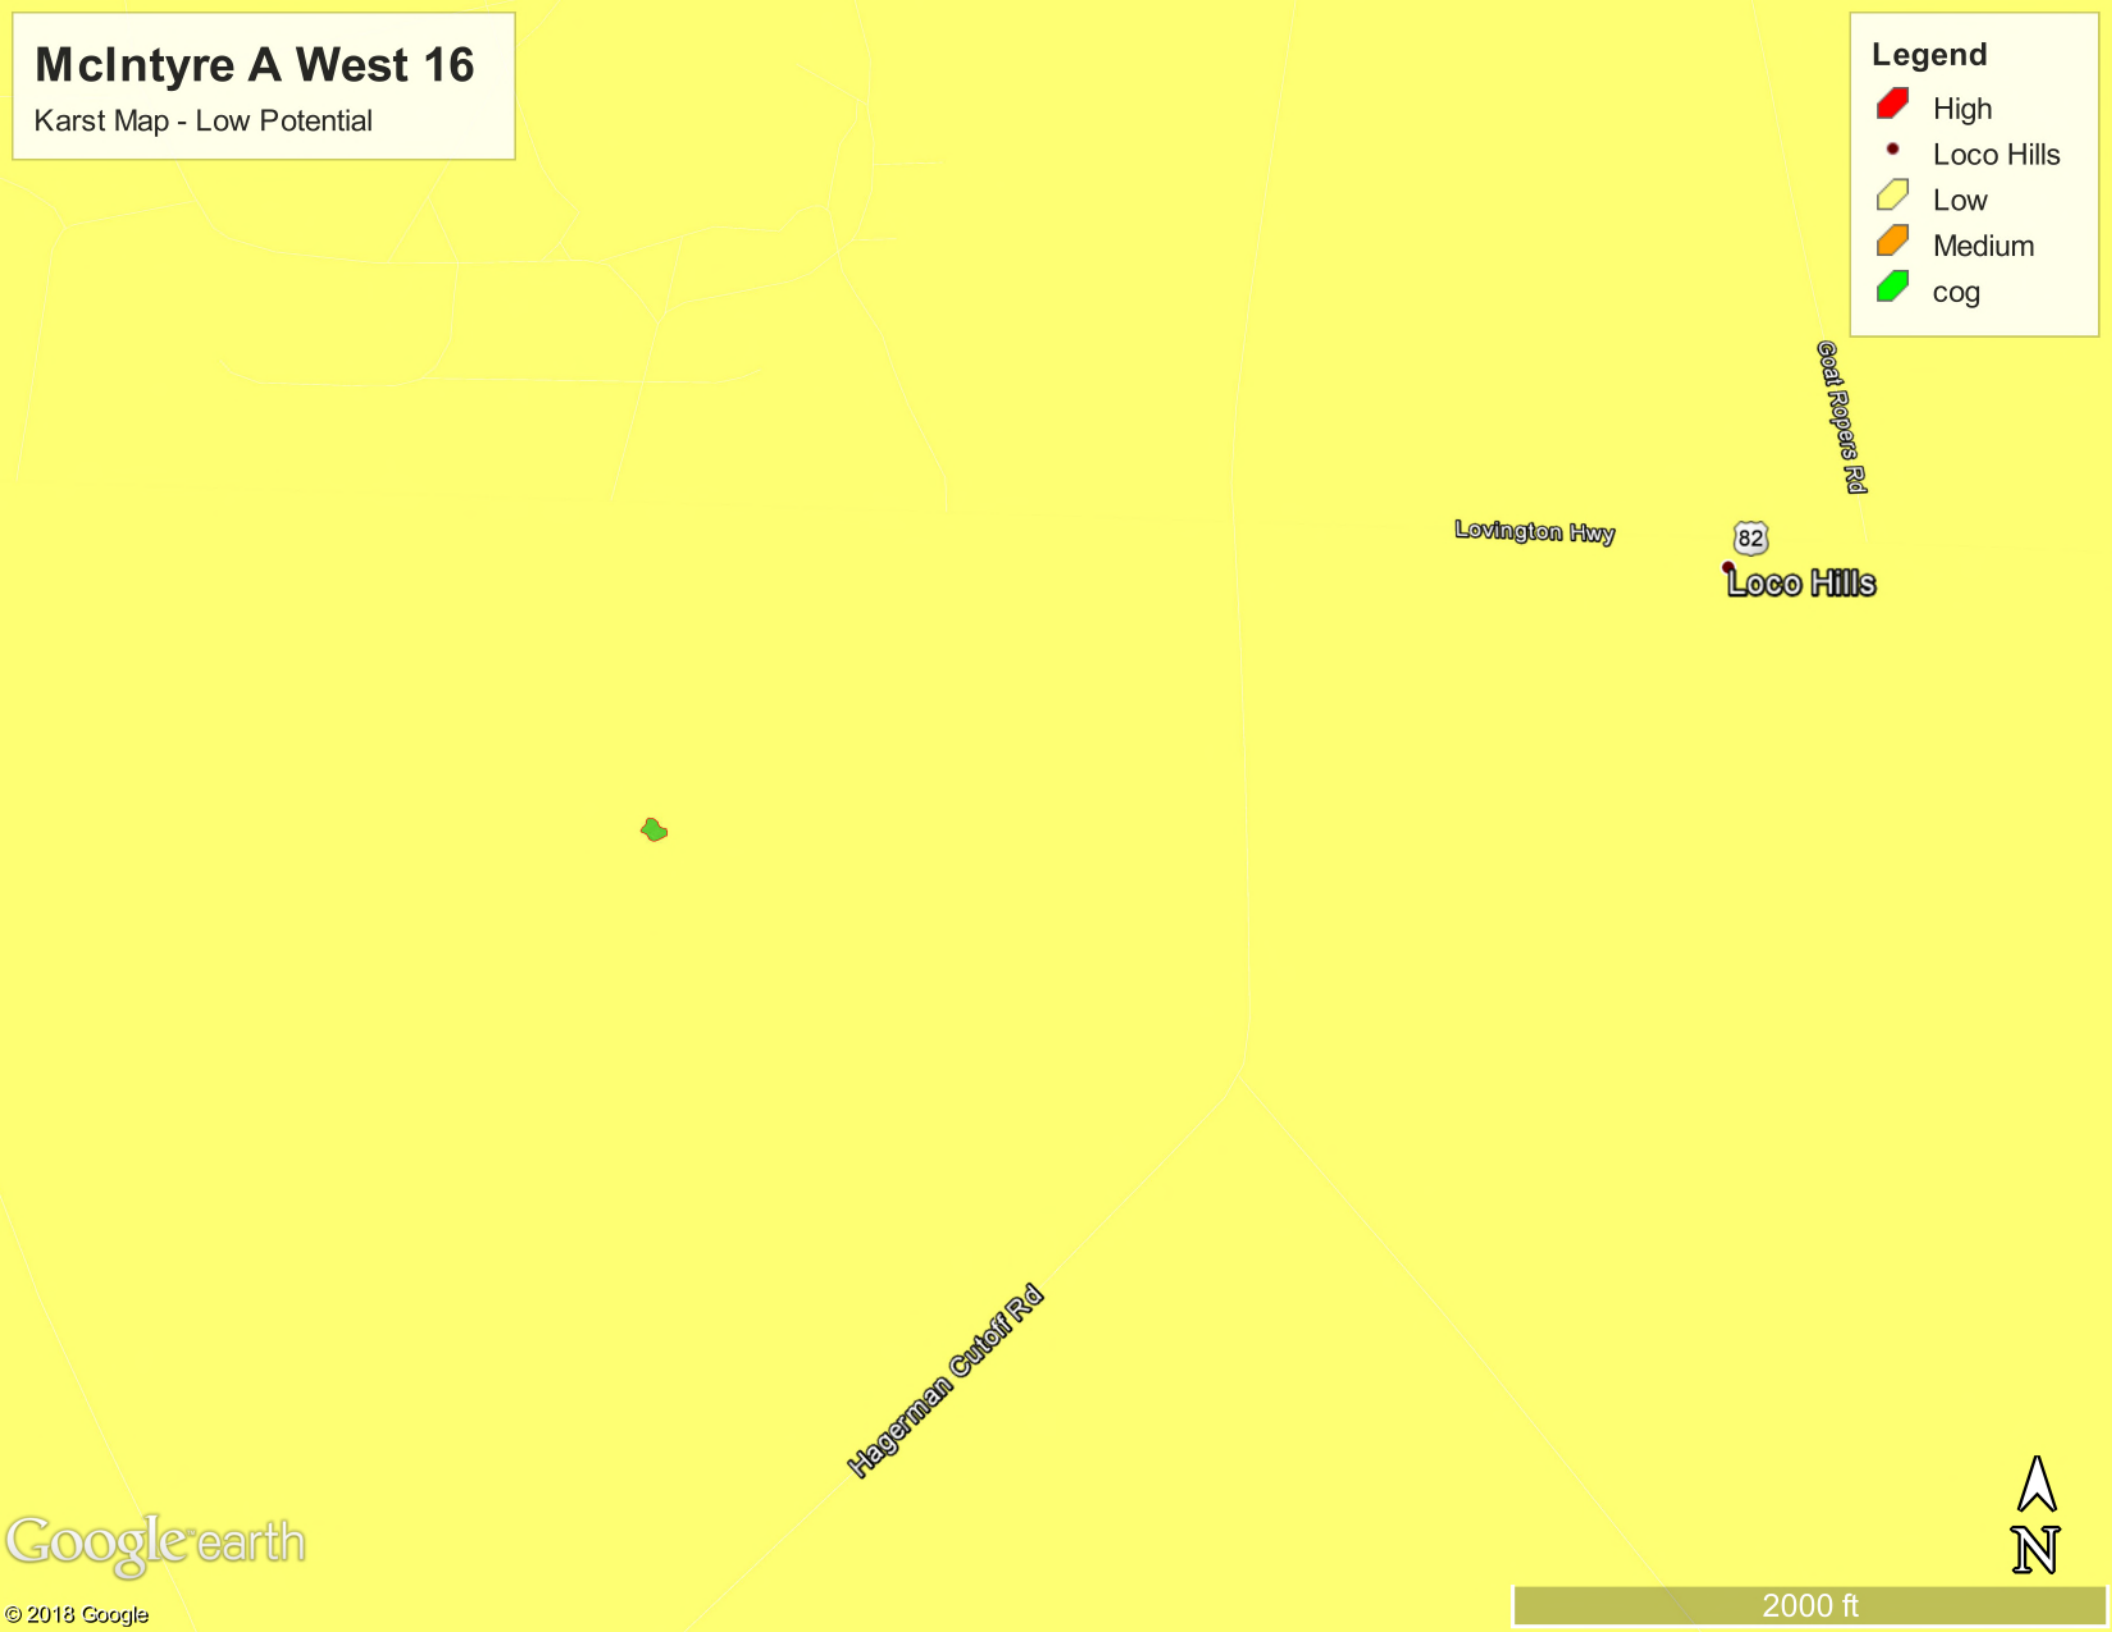 McIntyre A West 16
Karst Map - Low Potential
Legend
High
Loco Hills
Low
Medium
cog
Goat Ropers Rd
Lovington Hwy
82
Loco Hills
Hagerman Cutoff Rd
N
Google™ earth
© 2018 Google
2000 ft